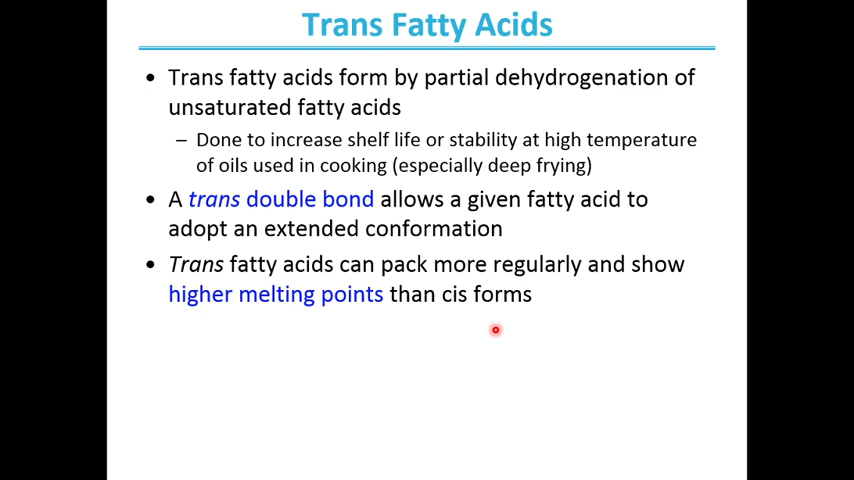 Trans Fatty Acids
• Trans fatty acids form by partial dehydrogenation of
unsaturated fatty acids
– Done to increase shelf life or stability at high temperature
of oils used in cooking (especially deep frying)
• A trans double bond allows a given fatty acid to
adopt an extended conformation
• Trans fatty acids can pack more regularly and show
higher melting points than cis forms